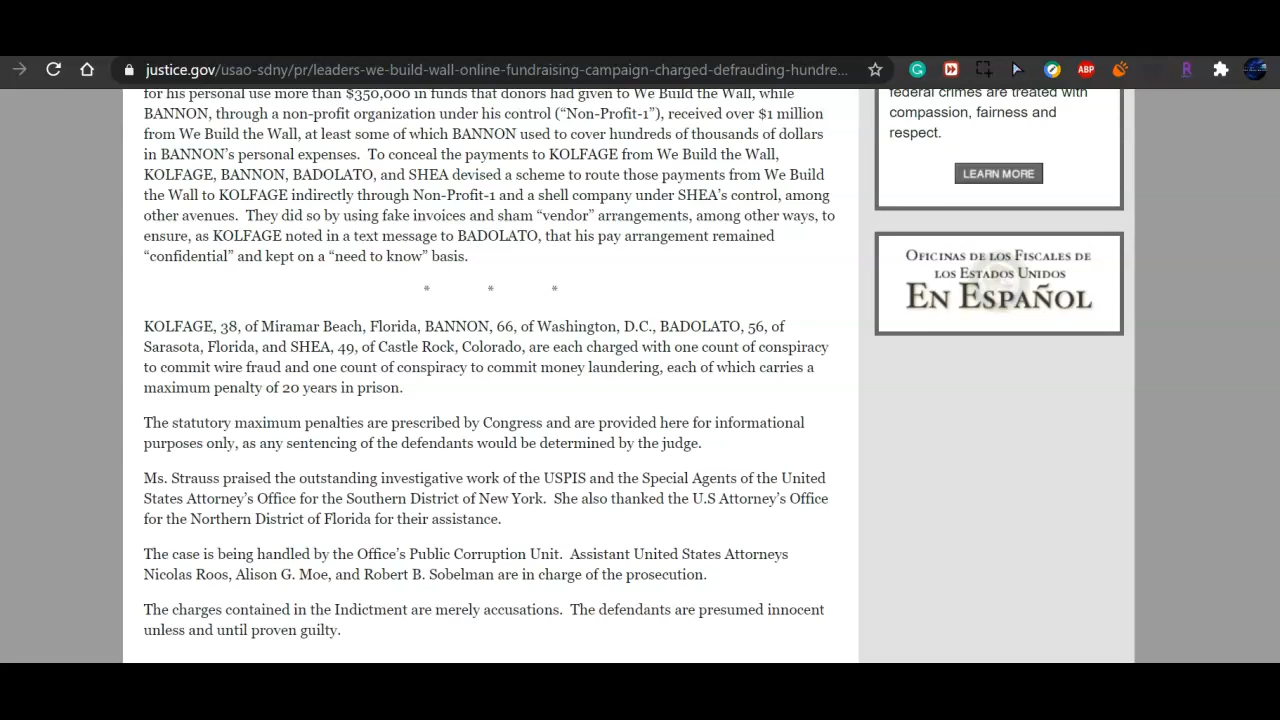 justice.gov/usao-sdny/pr/leaders-we-build-wall-online-fundraising-campaign-charged-defrauding-hundre...
ABP
R
for his personal use more than $350,000 in funds that donors had given to We Build the Wall, while
BANNON, through a non-profit organization under his control (“Non-Profit-1”), received over $1 million
from We Build the Wall, at least some of which BANNON used to cover hundreds of thousands of dollars
in BANNON’s personal expenses.  To conceal the payments to KOLFAGE from We Build the Wall,
KOLFAGE, BANNON, BADOLATO, and SHEA devised a scheme to route those payments from We Build
the Wall to KOLFAGE indirectly through Non-Profit-1 and a shell company under SHEA’s control, among
other avenues.  They did so by using fake invoices and sham “vendor” arrangements, among other ways, to
ensure, as KOLFAGE noted in a text message to BADOLATO, that his pay arrangement remained
“confidential” and kept on a “need to know” basis.
* * *
KOLFAGE, 38, of Miramar Beach, Florida, BANNON, 66, of Washington, D.C., BADOLATO, 56, of
Sarasota, Florida, and SHEA, 49, of Castle Rock, Colorado, are each charged with one count of conspiracy
to commit wire fraud and one count of conspiracy to commit money laundering, each of which carries a
maximum penalty of 20 years in prison.
The statutory maximum penalties are prescribed by Congress and are provided here for informational
purposes only, as any sentencing of the defendants would be determined by the judge.
Ms. Strauss praised the outstanding investigative work of the USPIS and the Special Agents of the United
States Attorney’s Office for the Southern District of New York.  She also thanked the U.S Attorney’s Office
for the Northern District of Florida for their assistance.
The case is being handled by the Office’s Public Corruption Unit.  Assistant United States Attorneys
Nicolas Roos, Alison G. Moe, and Robert B. Sobelman are in charge of the prosecution.
The charges contained in the Indictment are merely accusations.  The defendants are presumed innocent
unless and until proven guilty.
federal crimes are treated with
compassion, fairness and
respect.
LEARN MORE
OFICINAS DE LOS FISCALES DE
LOS ESTADOS UNIDOS
EN ESPAÑOL